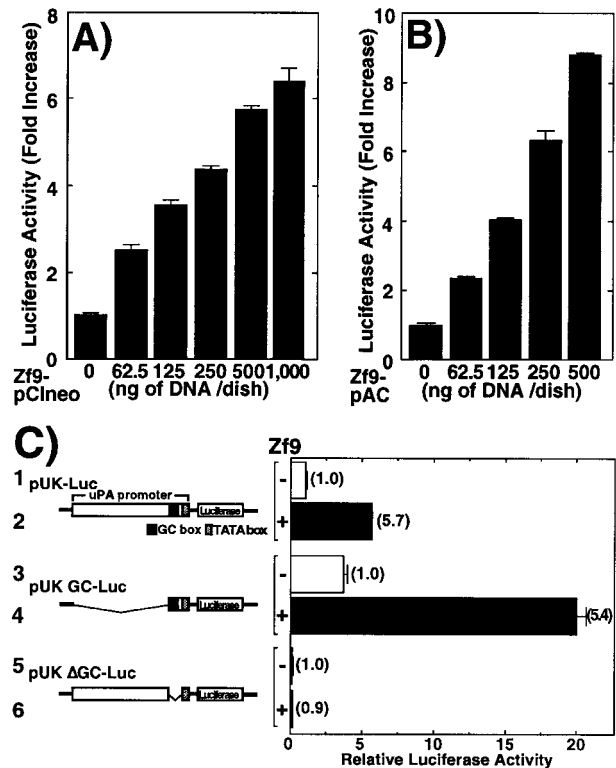 A)
Luciferase Activity (Fold Increase)
8
6
4
2
0
Zf9-pCIneo
0 62.5 125 250 500 1,000
(ng of DNA /dish)
B)
Luciferase Activity (Fold Increase)
10
8
6
4
2
0
Zf9-pAC
0 62.5 125 250 500
(ng of DNA /dish)
C)
Zf9
1 pUK-Luc
uPA promoter
2 Luciferase
GC box TATA box
3 pUK GC-Luc
4 Luciferase
5 pUK ΔGC-Luc
6 Luciferase
- (1.0)
+ (5.7)
- (1.0)
+ (5.4)
- (1.0)
+ (0.9)
0 5 10 15 20
Relative Luciferase Activity